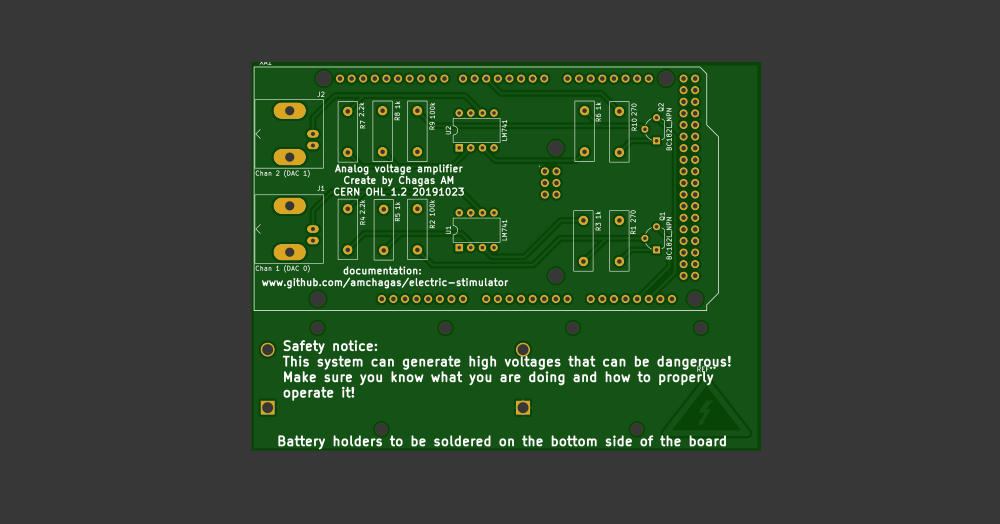 XA1
J2
R7 2.2k
R8 1k
R9 100k
U2
LM741
R6 1k
R10 270
Q2
BC182L_NPN
Chan 2 (DAC 1)
Analog voltage amplifier
Create by Chagas AM
CERN OHL 1.2 20191023
J1
R4 2.2k
R5 1k
R2 100k
U1
LM741
R3 1k
R1 270
Q1
BC182L_NPN
Chan 1 (DAC 0)
documentation:
www.github/com/amchagas/electric-stimulator
Safety notice:
This system can generate high voltages that can be dangerous!
Make sure you know what you are doing and how to properly
operate it!
Battery holders to be soldered on the bottom side of the board